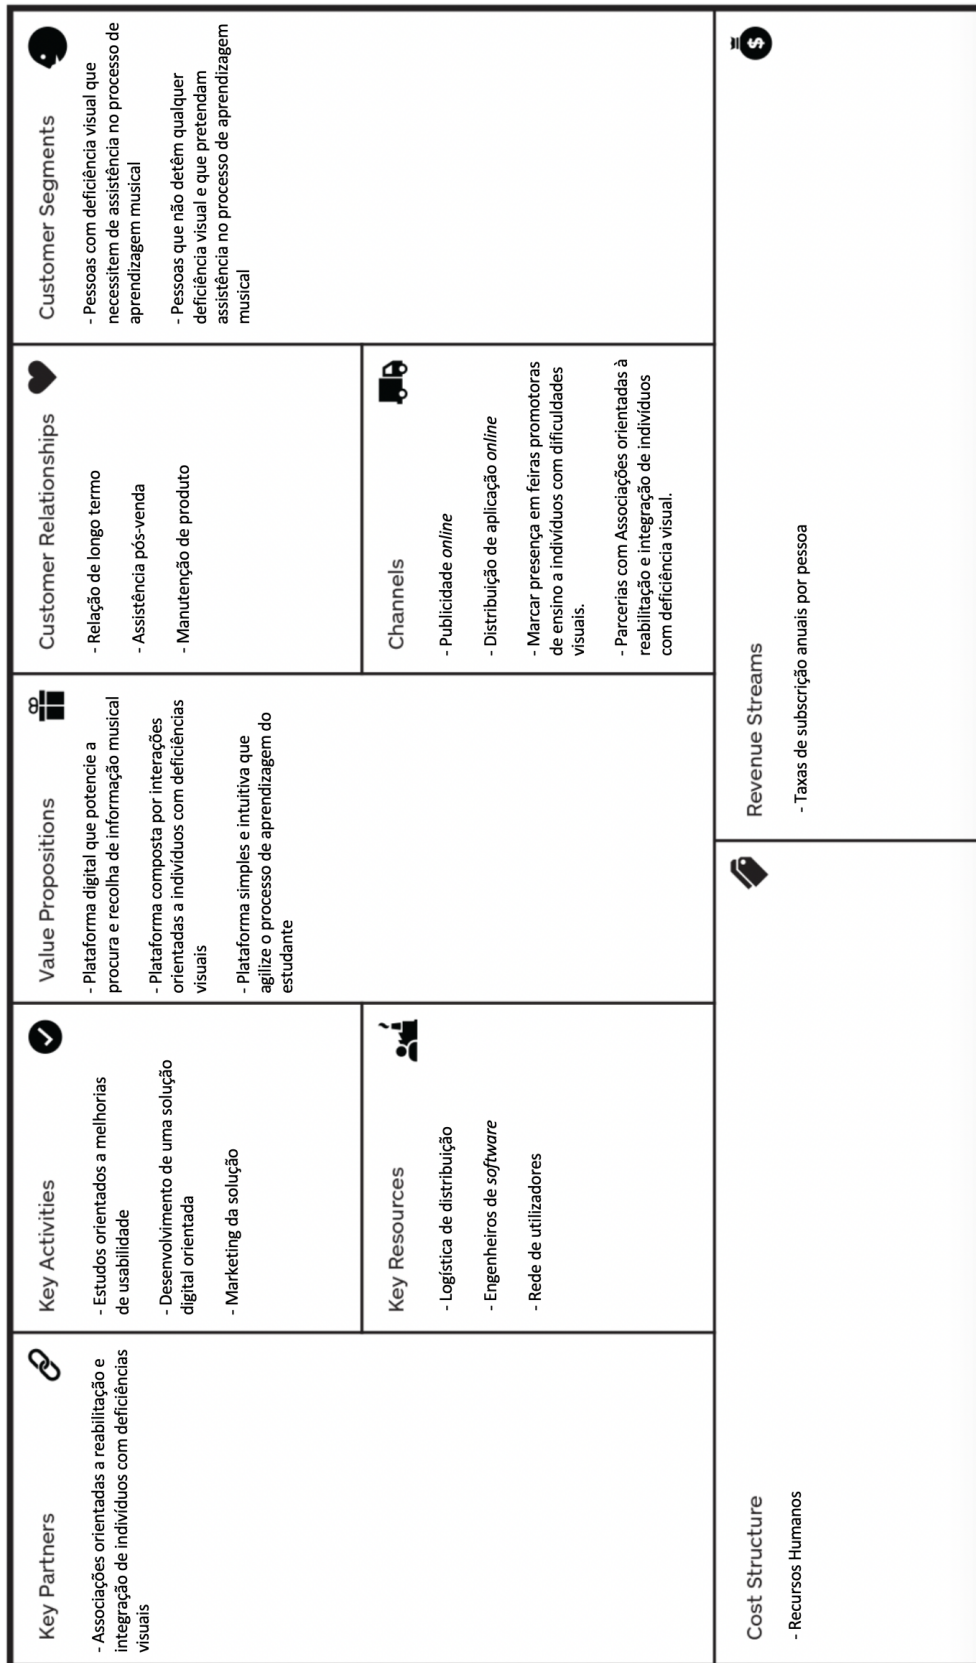 Key Partners
- Associações orientadas a reabilitação e
integração de indivíduos com deficiências
visuais
Key Activities
- Estudos orientados a melhorias
de usabilidade
- Desenvolvimento de uma solução
digital orientada
- Marketing da solução
Key Resources
- Logística de distribuição
- Engenheiros de software
- Rede de utilizadores
Value Propositions
- Plataforma digital que potencie a
procura e recolha de informação musical
- Plataforma composta por interações
orientadas a indivíduos com deficiências
visuais
- Plataforma simples e intuitiva que
agilize o processo de aprendizagem do
estudante
Customer Relationships
- Relação de longo termo
- Assistência pós-venda
- Manutenção de produto
Channels
- Publicidade online
- Distribuição de aplicação online
- Marcar presença em feiras promotoras
de ensino a indivíduos com dificuldades
visuais.
- Parcerias com Associações orientadas à
reabilitação e integração de indivíduos
com deficiência visual.
Customer Segments
- Pessoas com deficiência visual que
necessitem de assistência no processo de
aprendizagem musical
- Pessoas que não detêm qualquer
deficiência visual e que pretendam
assistência no processo de aprendizagem
musical
Cost Structure
- Recursos Humanos
Revenue Streams
- Taxas de subscrição anuais por pessoa
$